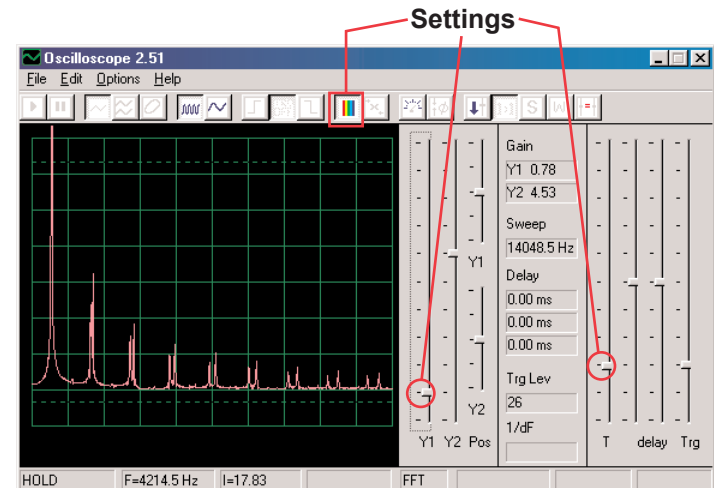 Settings
Oscilloscope 2.51
File Edit Options Help
Gain
Y1 0.78
Y2 4.53
Sweep
14048.5 Hz
Y1
Delay
0.00 ms
0.00 ms
0.00 ms
Trg Lev
26
Y2
1/dF
Y1 Y2 Pos
T delay Trg
HOLD F=4214.5 Hz I=17.83 FFT